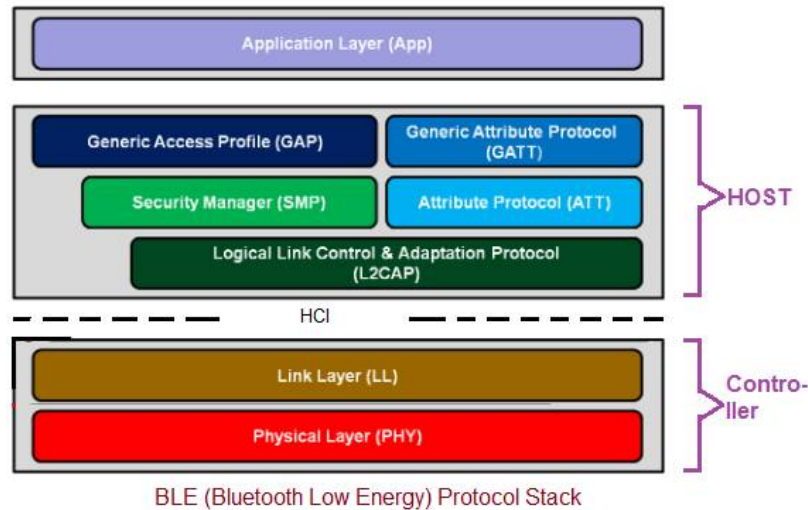 Application Layer (App)
Generic Access Profile (GAP)
Generic Attribute Protocol
(GATT)
Security Manager (SMP)
Attribute Protocol (ATT)
Logical Link Control & Adaptation Protocol
(L2CAP)
HOST
HCI
Link Layer (LL)
Physical Layer (PHY)
Contro-
ller
BLE (Bluetooth Low Energy) Protocol Stack